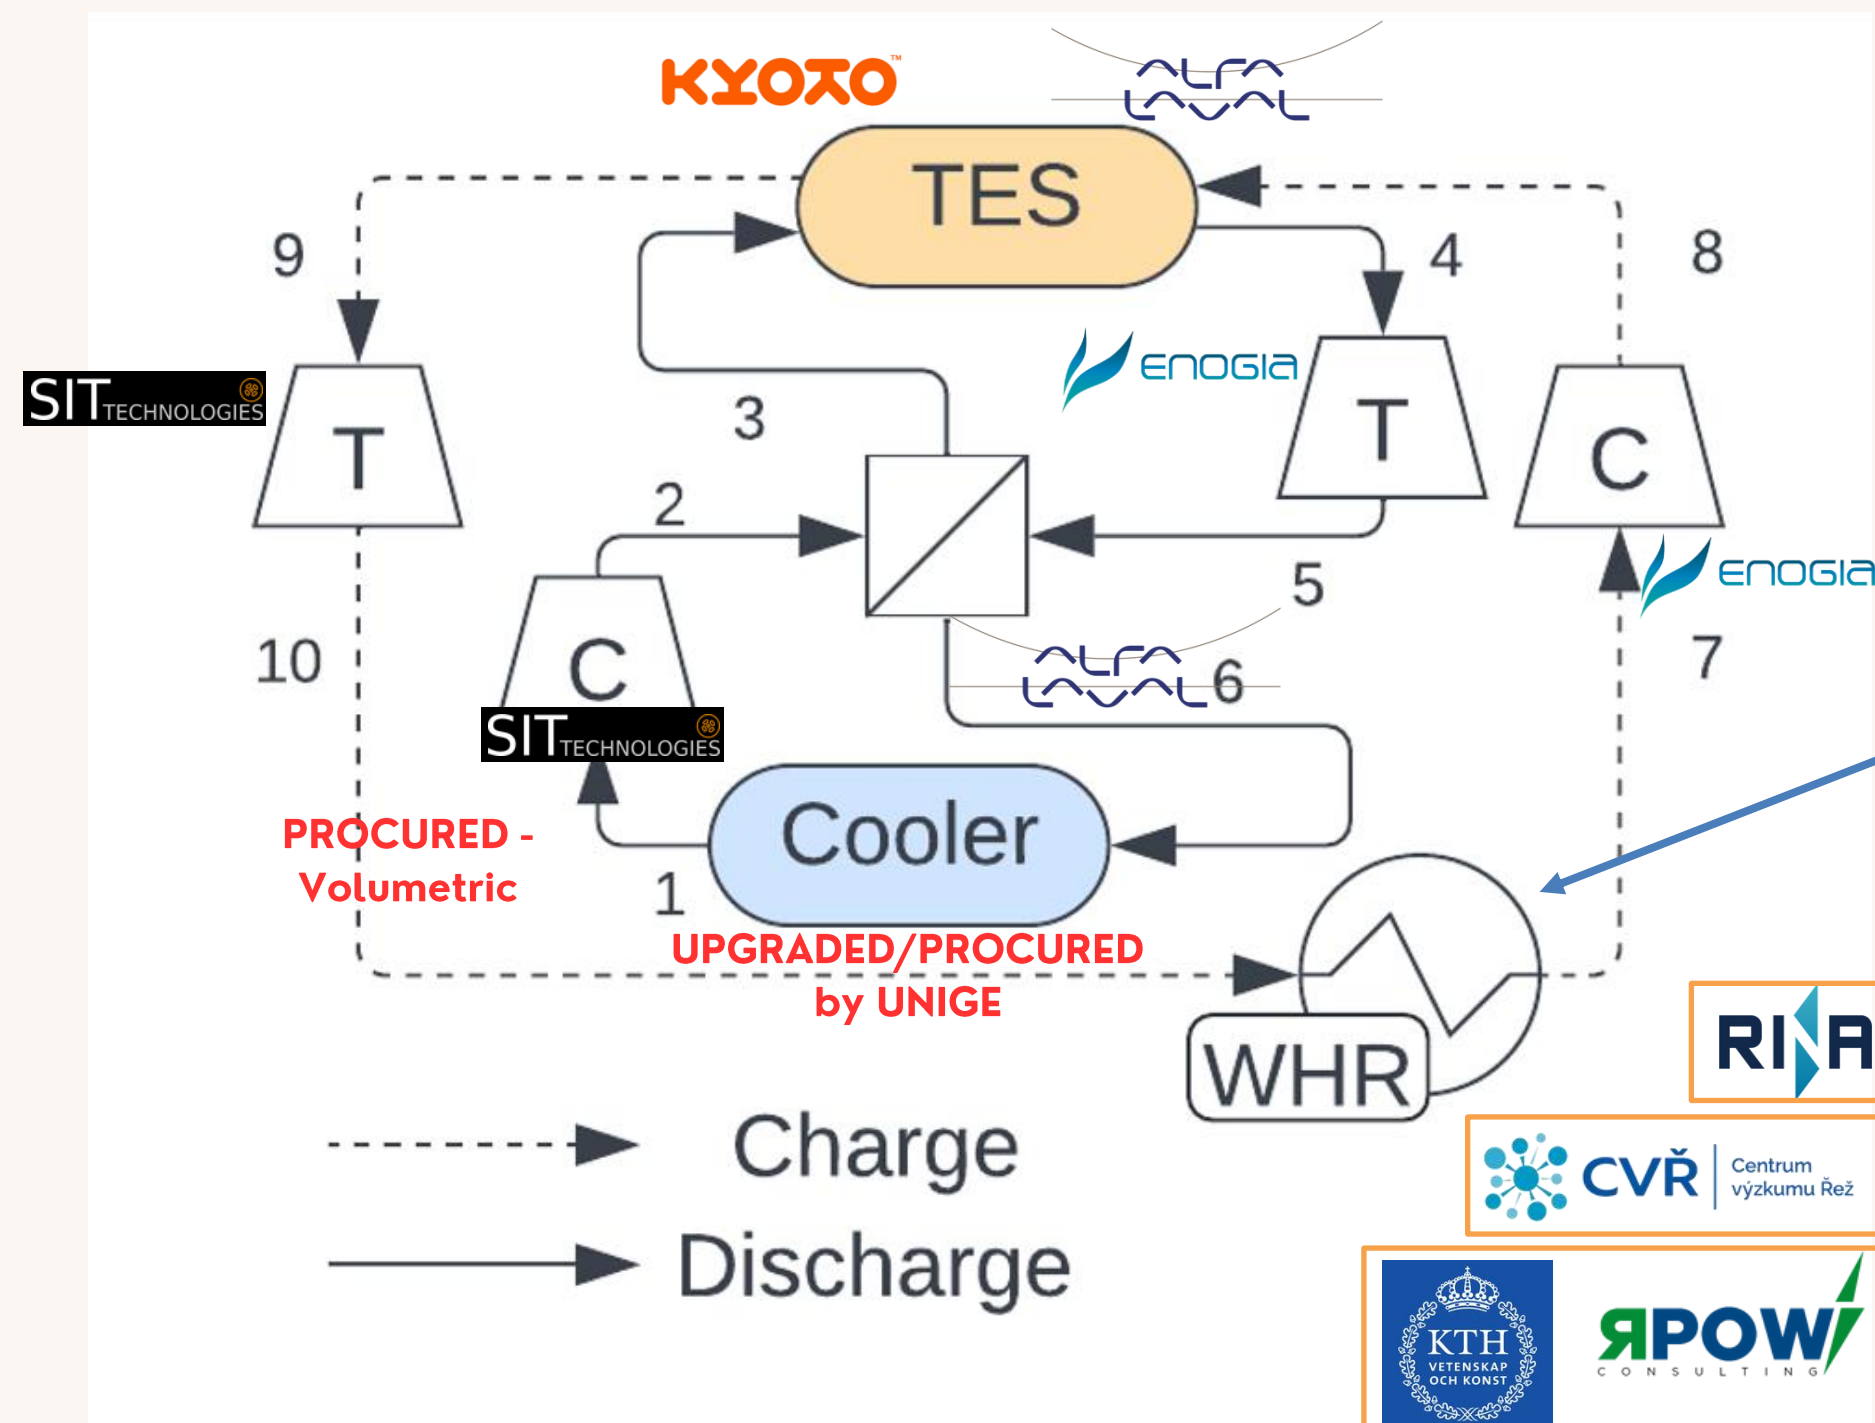 KYOTO™
ALFA
LAVAL
TES
9
4
8
3
ENOGIA
SIT TECHNOLOGIES
T
T
C
2
5
ENOGIA
10
C
ALFA
LAVAL
6
7
SIT TECHNOLOGIES
Cooler
PROCURED -
Volumetric
1
UPGRADED/PROCURED
by UNIGE
WHR
RINA
Charge
CVŘ
Centrum
výzkumu Řež
Discharge
KTH
VETENSKAP
OCH KONST
RPOW
CONSULTING